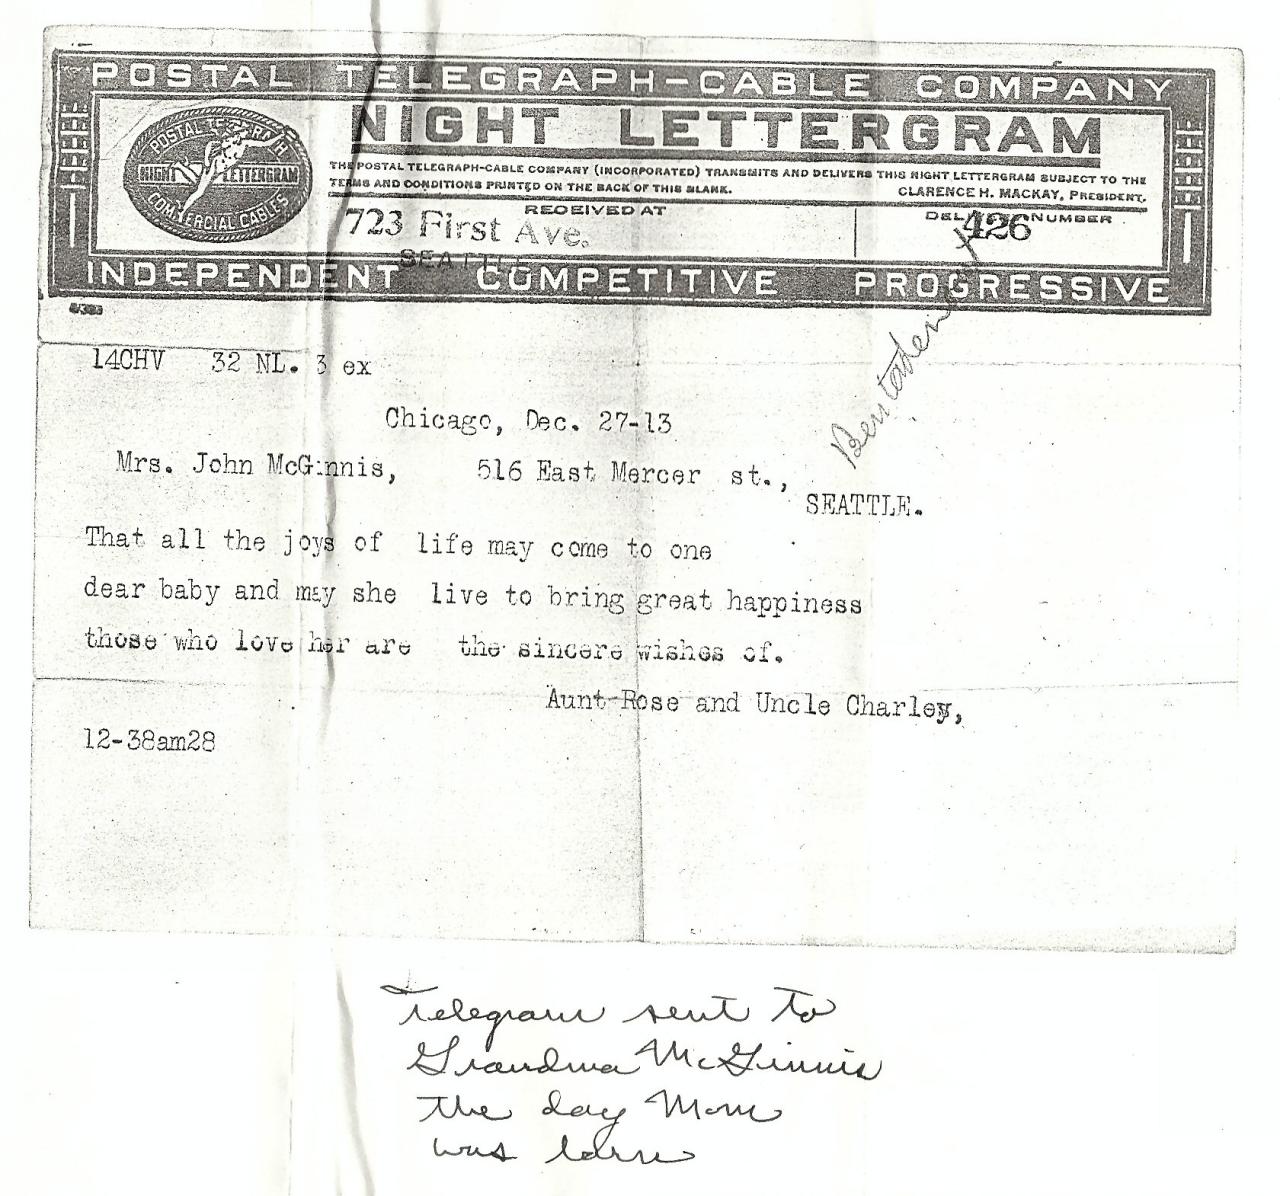 POSTAL TELEGRAPH-CABLE COMPANY
NIGHT LETTERGRAM
POSTAL TELEGRAPH
NIGHT LETTERGRAM
COMMERCIAL CABLES
THE POSTAL TELEGRAPH-CABLE COMPANY (INCORPORATED) TRANSMITS AND DELIVERS THIS NIGHT LETTERGRAM SUBJECT TO THE
TERMS AND CONDITIONS PRINTED ON THE BACK OF THIS BLANK.
CLARENCE H. MACKAY, PRESIDENT.
RECEIVED AT
DELIVERY NUMBER
723 First Ave.
426
SEATTLE
INDEPENDENT COMPETITIVE PROGRESSIVE
14CHV 32 NL. 3 ex
Chicago, Dec. 27-13
Mrs. John McGinnis, 516 East Mercer st.,
SEATTLE.
That all the joys of life may come to one
dear baby and may she live to bring great happiness
those who love her are the sincere wishes of.
Aunt Rose and Uncle Charley,
12-38am28
Telegram sent to
Grandma McGinnis
the day Mom
was born